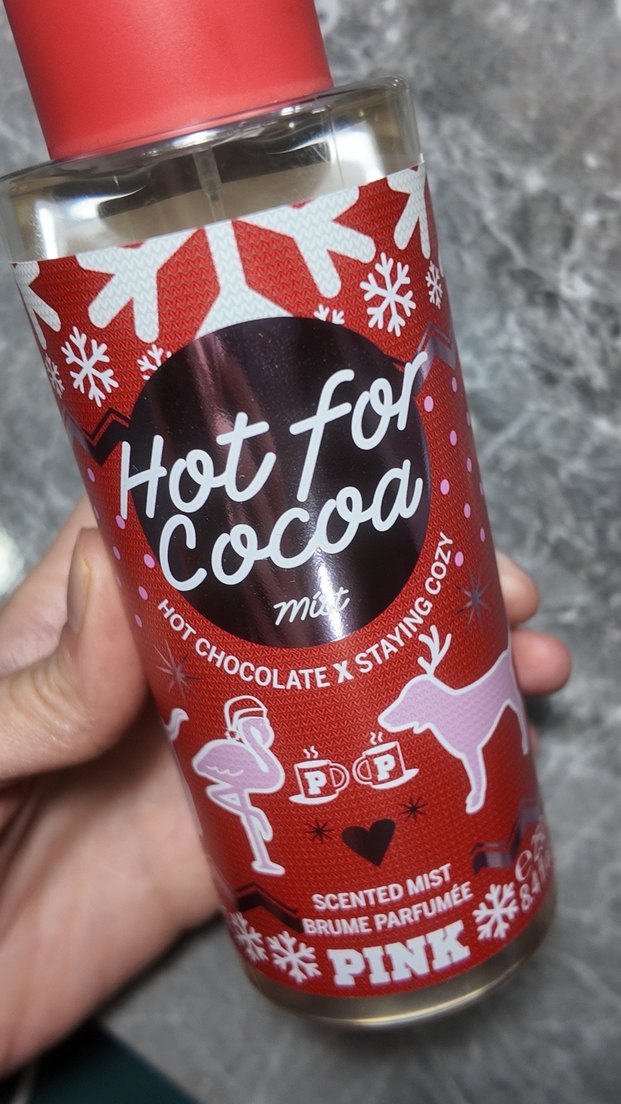 Hot for
Cocoa
Mist
HOT CHOCOLATE X STAYING COZY
P P
SCENTED MIST
BRUME PARFUMÉE
PINK